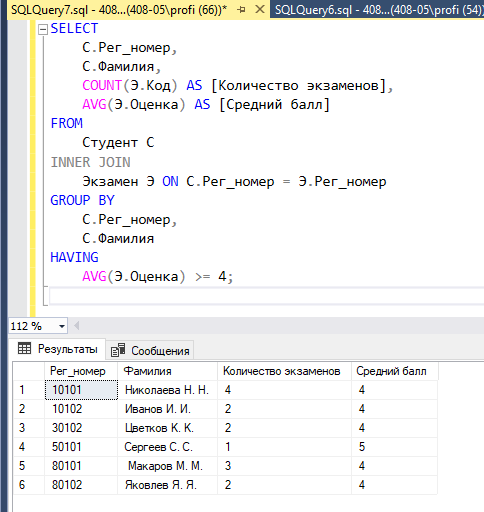 SQLQuery7.sql - 408...(408-05\profi (66))* SQLQuery6.sql - 408...(408-05\profi (54))
SELECT
С.Рег_номер,
С.Фамилия,
COUNT(Э.Код) AS [Количество экзаменов],
AVG(Э.Оценка) AS [Средний балл]
FROM
Студент С
INNER JOIN
Экзамен Э ON С.Рег_номер = Э.Рег_номер
GROUP BY
С.Рег_номер,
С.Фамилия
HAVING
AVG(Э.Оценка) >= 4;
112 %
Результаты Сообщения
Рег_номер Фамилия Количество экзаменов Средний балл
1 10101 Николаева Н. Н. 4 4
2 10102 Иванов И. И. 2 4
3 30102 Цветков К. К. 2 4
4 50101 Сергеев С. С. 1 5
5 80101 Макаров М. М. 3 4
6 80102 Яковлев Я. Я. 2 4